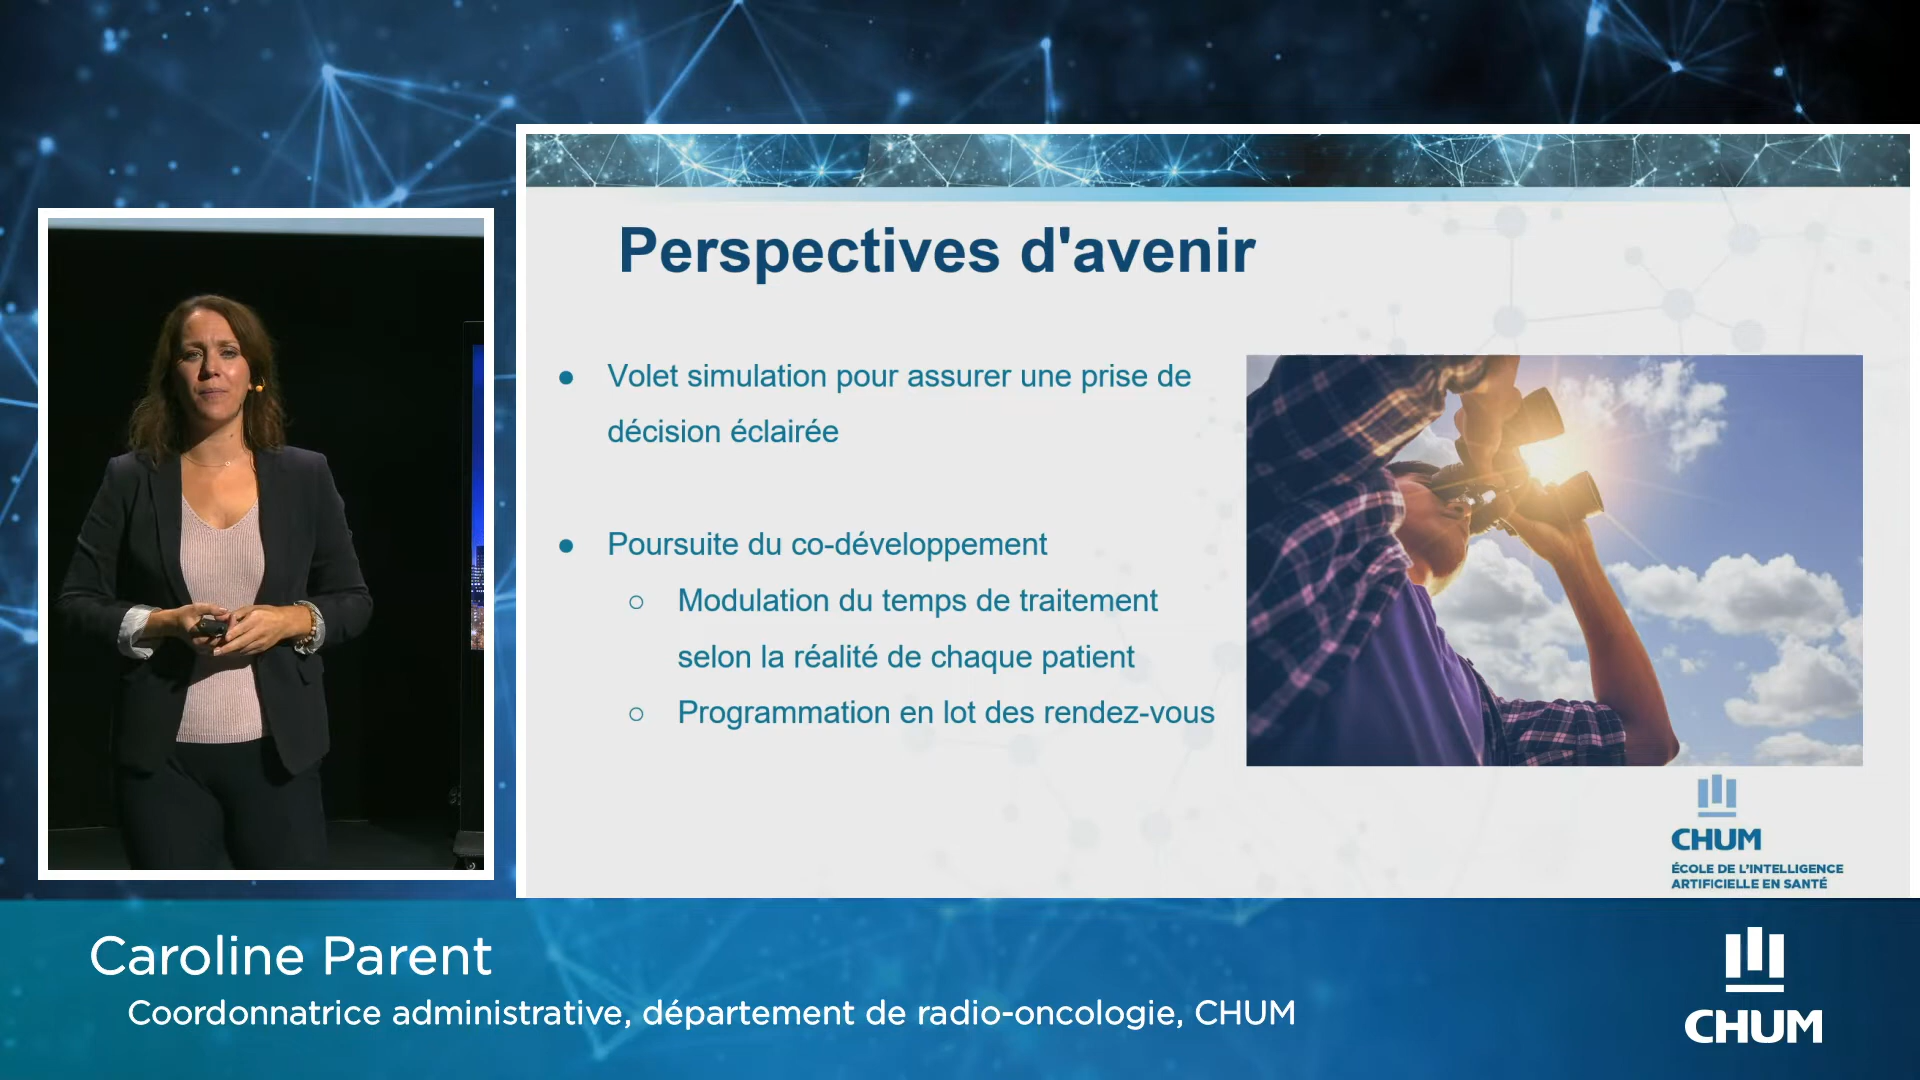 Perspectives d'avenir
● Volet simulation pour assurer une prise de
décision éclairée
● Poursuite du co-développement
○ Modulation du temps de traitement
selon la réalité de chaque patient
○ Programmation en lot des rendez-vous
CHUM
ÉCOLE DE L'INTELLIGENCE
ARTIFICIELLE EN SANTÉ
Caroline Parent
Coordonnatrice administrative, département de radio-oncologie, CHUM
CHUM